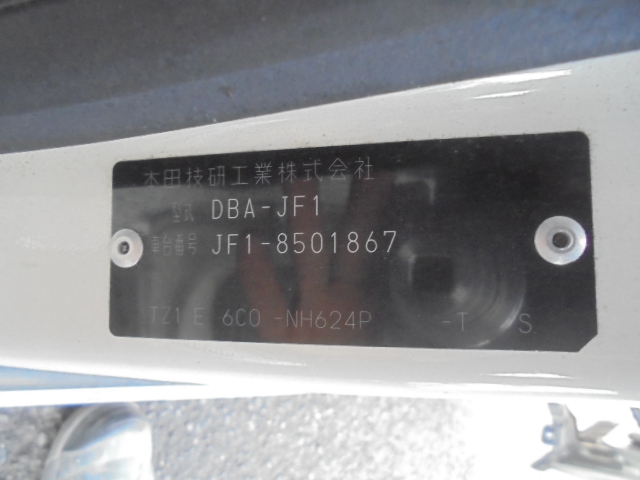 本田技研工業株式会社
型式 DBA-JF1
車台番号 JF1-8501867
TZ1 E 6C0 -NH624P -T S